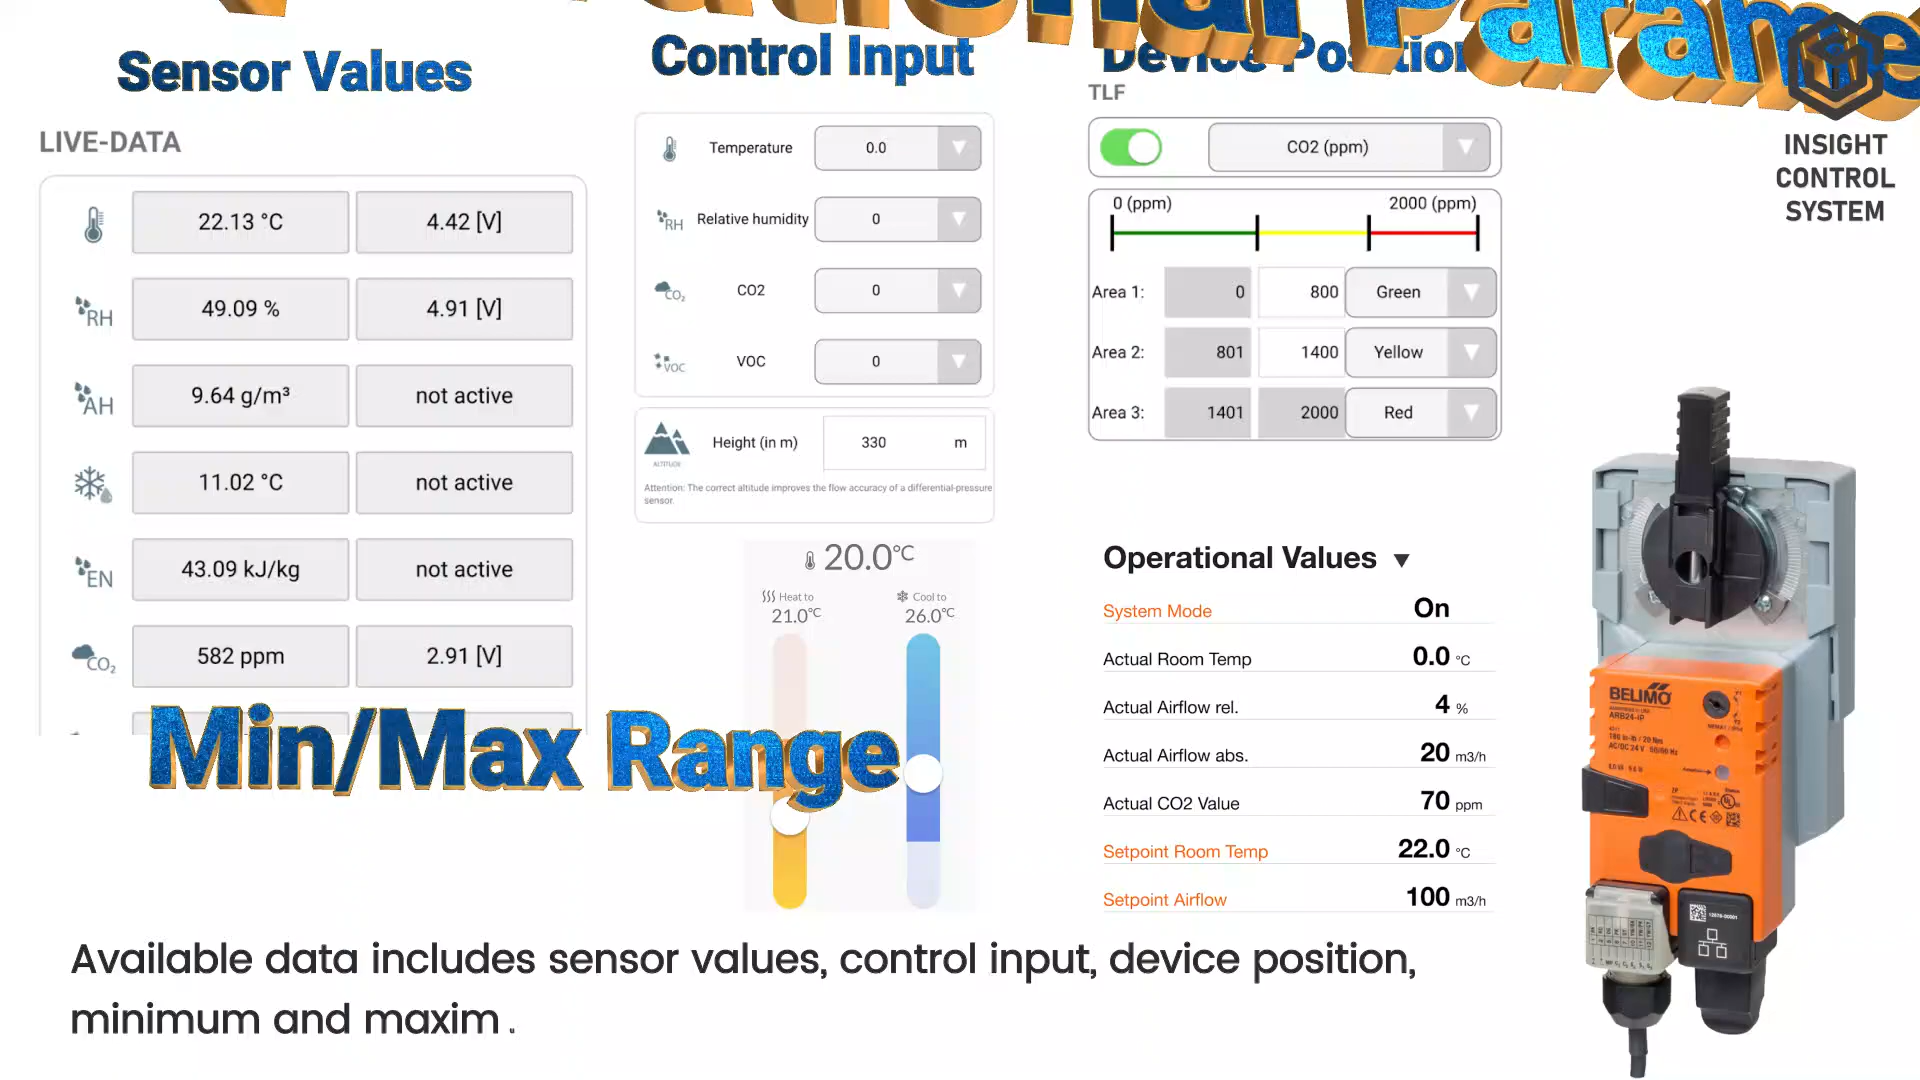 Sensor Values
Control Input
LIVE-DATA
22.13 °C 4.42 [V]
RH 49.09 % 4.91 [V]
AH 9.64 g/m³ not active
11.02 °C not active
EN 43.09 kJ/kg not active
CO₂ 582 ppm 2.91 [V]
Min/Max Range
Temperature 0.0
RH Relative humidity 0
CO₂ CO2 0
VOC VOC 0
ALTITUDE Height (in m) 330 m
Attention: The correct altitude improves the flow accuracy of a differential-pressure
sensor.
20.0°C
Heat to Cool to
21.0°C 26.0°C
Device Position
TLF
CO2 (ppm)
0 (ppm) 2000 (ppm)
Area 1: 0 800 Green
Area 2: 801 1400 Yellow
Area 3: 1401 2000 Red
Operational Values
System Mode On
Actual Room Temp 0.0 °C
Actual Airflow rel. 4 %
Actual Airflow abs. 20 m3/h
Actual CO2 Value 70 ppm
Setpoint Room Temp 22.0 °C
Setpoint Airflow 100 m3/h
INSIGHT
CONTROL
SYSTEM
BELIMO
ARB24-IP
Available data includes sensor values, control input, device position,
minimum and maxim .